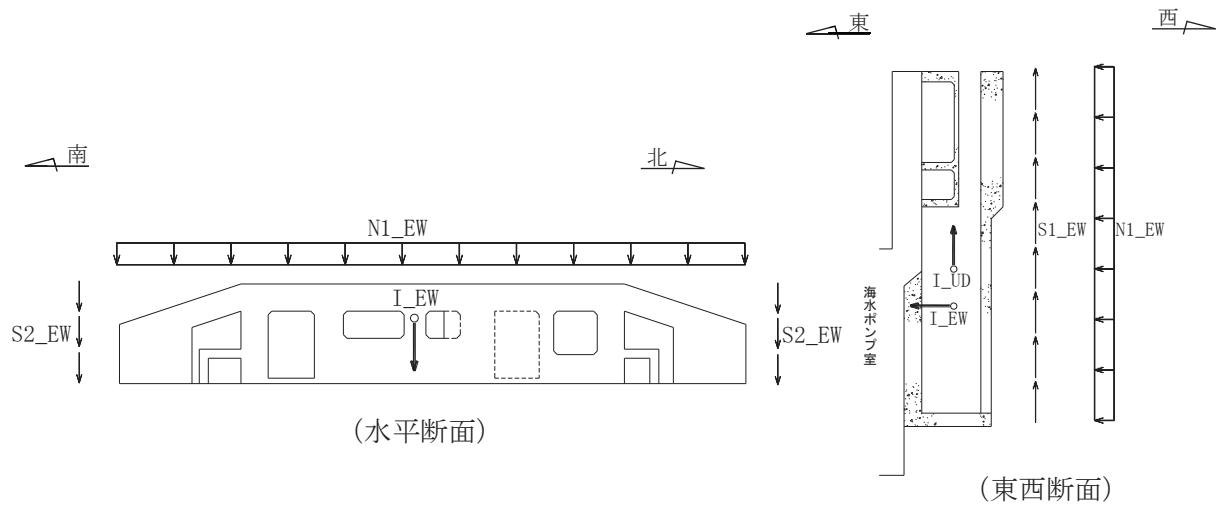 南
北
N1_EW
I_EW
S2_EW
S2_EW
(水平断面)
東
西
S1_EW
N1_EW
I_UD
I_EW
海水ポンプ室
(東西断面)